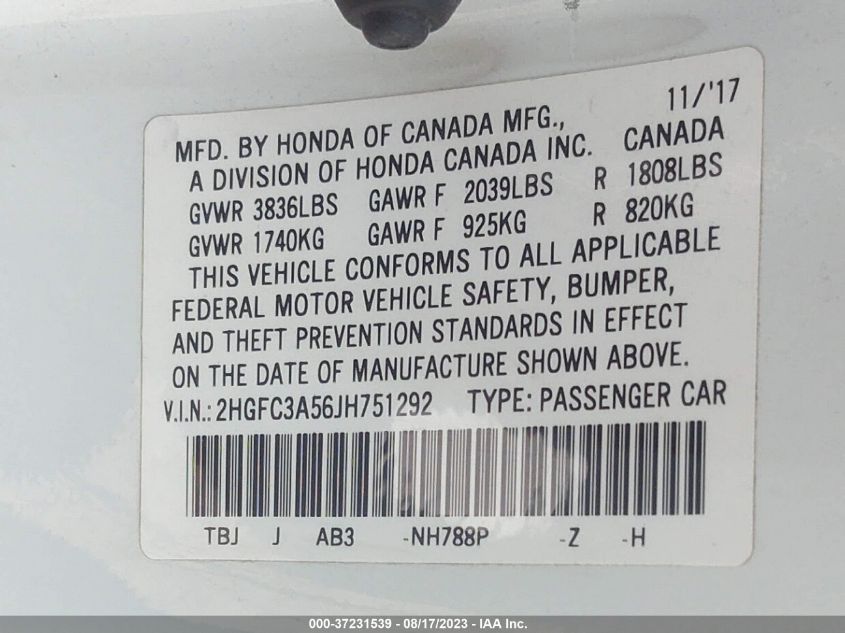 11/'17
MFD. BY HONDA OF CANADA MFG.,
A DIVISION OF HONDA CANADA INC. CANADA
GVWR 3836LBS GAWR F 2039LBS R 1808LBS
GVWR 1740KG GAWR F 925KG R 820KG
THIS VEHICLE CONFORMS TO ALL APPLICABLE
FEDERAL MOTOR VEHICLE SAFETY, BUMPER,
AND THEFT PREVENTION STANDARDS IN EFFECT
ON THE DATE OF MANUFACTURE SHOWN ABOVE.
V.I.N.: 2HGFC3A56JH751292 TYPE: PASSENGER CAR
TBJ J AB3 -NH788P -Z -H
000-37231539 - 08/17/2023 - IAA Inc.